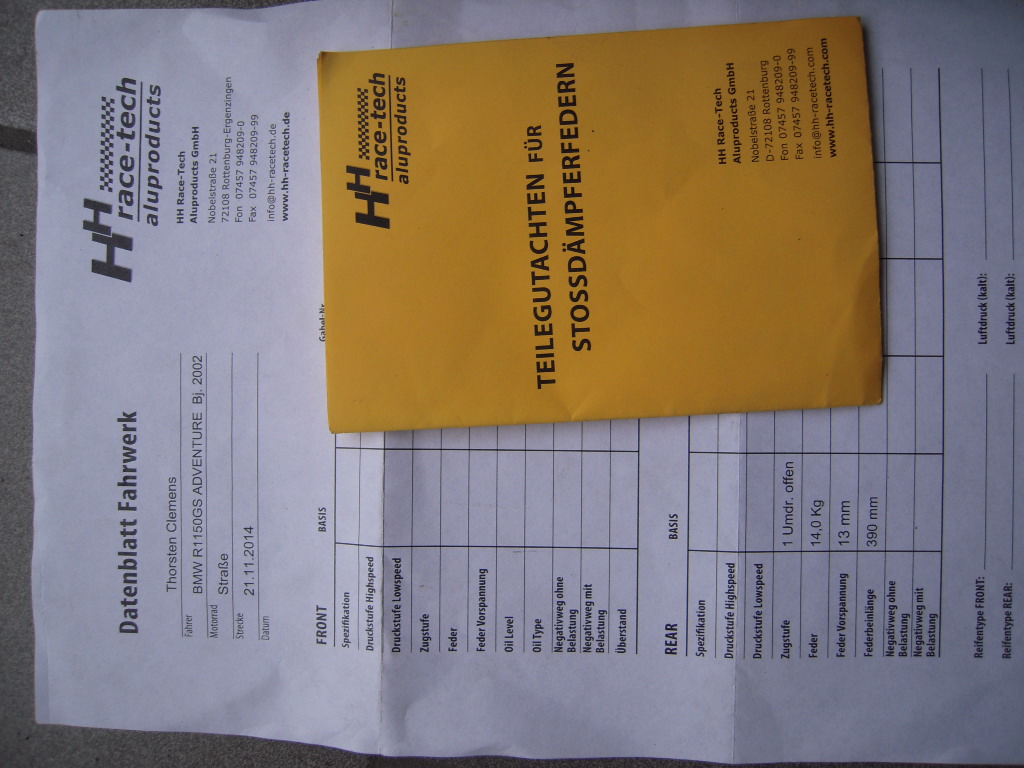 HH
race-tech
aluproducts
Datenblatt Fahrwerk
HH Race-Tech
Aluproducts GmbH
Nobelstraße 21
72108 Rottenburg-Ergenzingen
Fon 07457 948209-0
Fax 07457 948209-99
info@hh-racetech.de
www.hh-racetech.de
Thorsten Clemens
Fahrer
BMW R1150GS ADVENTURE Bj. 2002
Motorrad
Straße
Strecke
21.11.2014
Datum
FRONT BASIS
Spezifikation
Druckstufe Highspeed
Druckstufe Lowspeed
Zugstufe
Feder
Feder Vorspannung
Oil Level
Oil Type
Negativweg ohne
Belastung
Negativweg mit
Belastung
Überstand
REAR BASIS
Spezifikation
Druckstufe Highspeed
Druckstufe Lowspeed
Zugstufe 1 Umdr. offen
Feder 14,0 Kg
Feder Vorspannung 13 mm
Federbeinlänge 390 mm
Negativweg ohne
Belastung
Negativweg mit
Belastung
Reifentype FRONT: Luftdruck (kalt):
Reifentype REAR: Luftdruck (kalt):
HH
race-tech
aluproducts
TEILEGUTACHTEN FÜR
STOSSDÄMPFERFEDERN
HH Race-Tech
Aluproducts GmbH
Nobelstraße 21
D-72108 Rottenburg
Fon 07457 948209-0
Fax 07457 948209-99
info@hh-racetech.com
www.hh-racetech.com